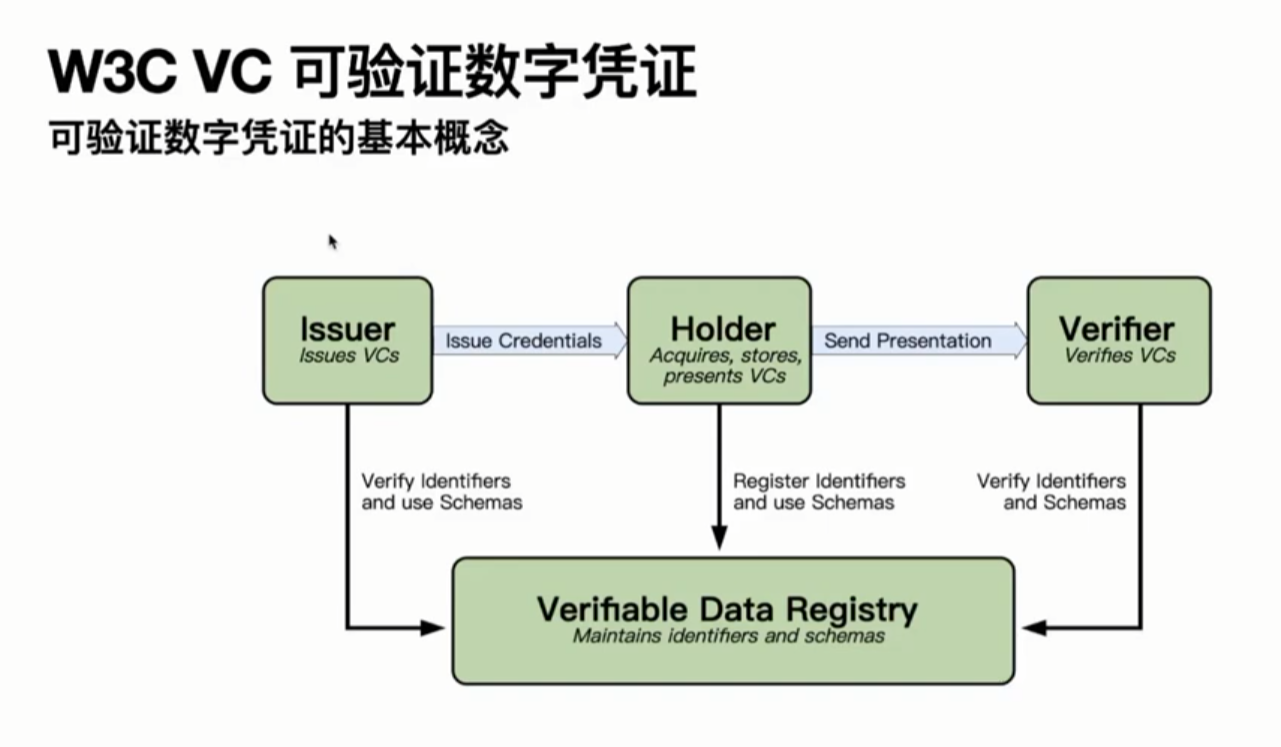 W3C VC 可验证数字凭证
可验证数字凭证的基本概念
Issuer
Issues VCs
Issue Credentials
Holder
Acquires, stores,
presents VCs
Send Presentation
Verifier
Verifies VCs
Verify Identifiers
and use Schemas
Register Identifiers
and use Schemas
Verify Identifiers
and Schemas
Verifiable Data Registry
Maintains identifiers and schemas